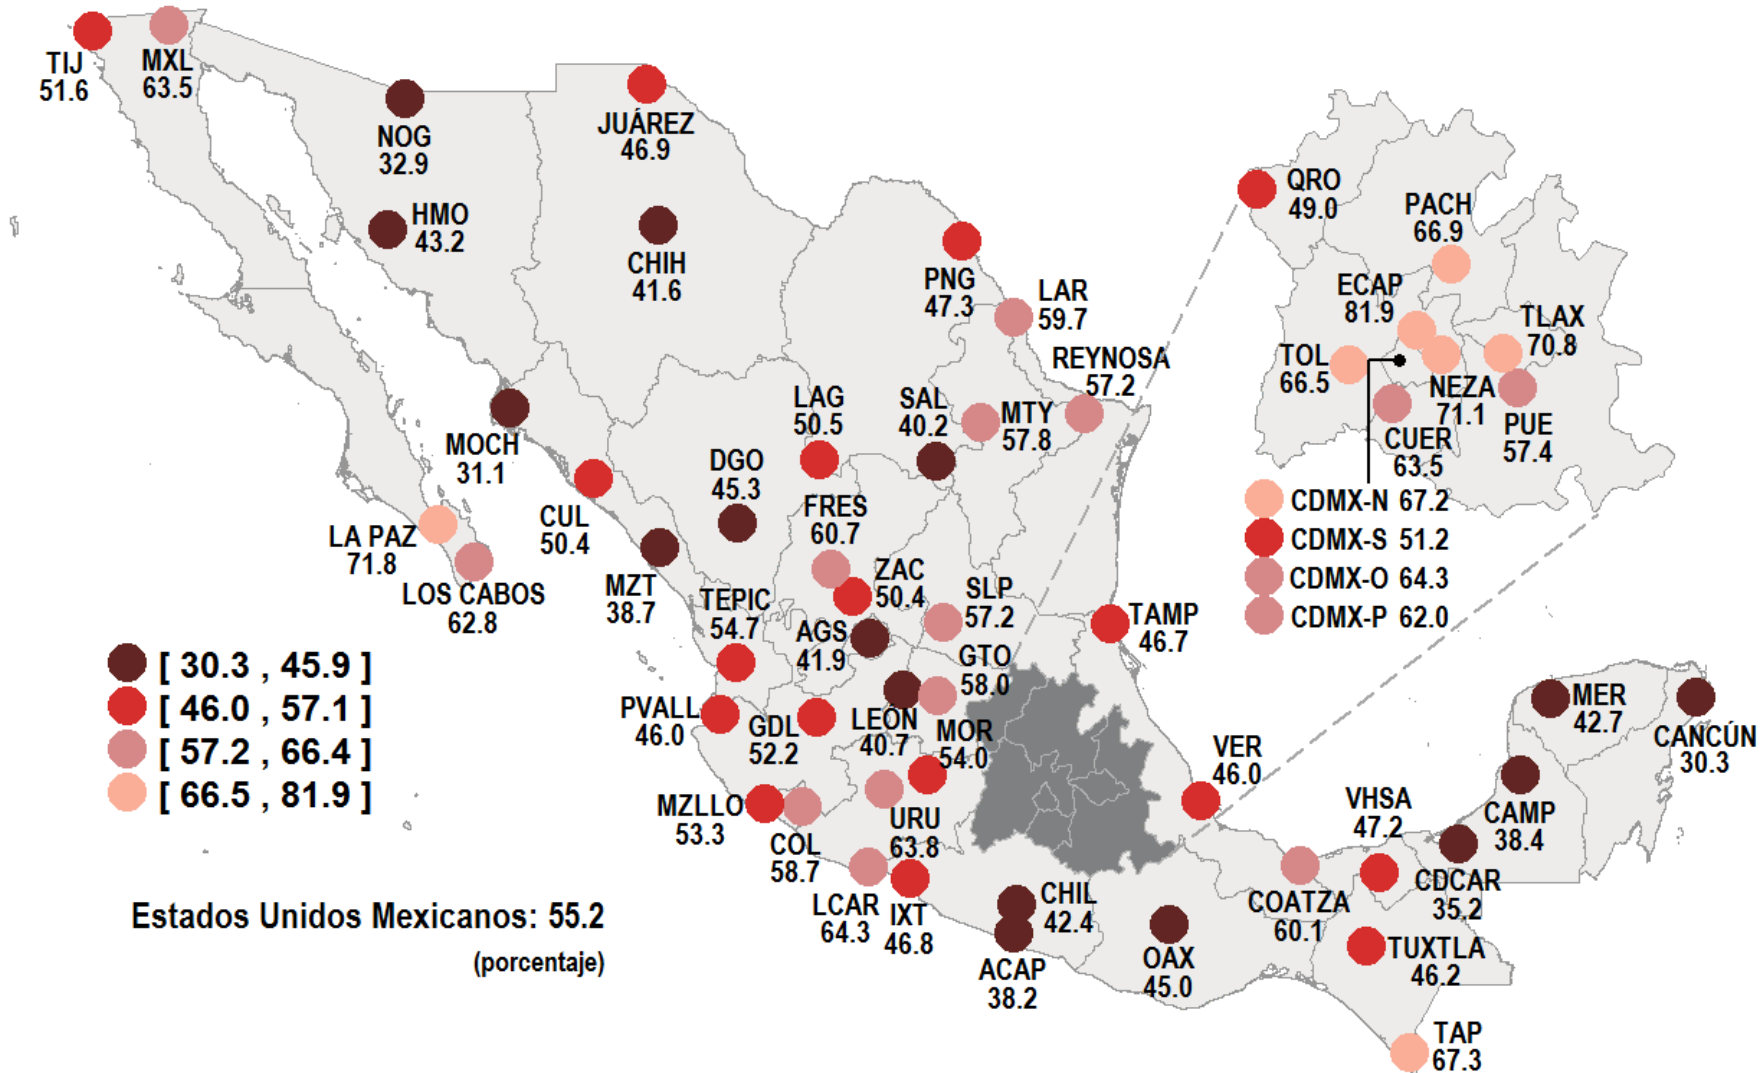 TIJ
51.6
MXL
63.5
NOG
32.9
JUÁREZ
46.9
HMO
43.2
CHIH
41.6
PNG
47.3
LAR
59.7
REYNOSA
57.2
QRO
49.0
PACH
66.9
ECAP
81.9
TLAX
70.8
TOL
66.5
NEZA
71.1
CUER
63.5
PUE
57.4
CDMX-N 67.2
CDMX-S 51.2
CDMX-O 64.3
CDMX-P 62.0
MOCH
31.1
LAG
50.5
SAL
40.2
MTY
57.8
DGO
45.3
CUL
50.4
FRES
60.7
LA PAZ
71.8
LOS CABOS
62.8
MZT
38.7
ZAC
50.4
SLP
57.2
TEPIC
54.7
AGS
41.9
TAMP
46.7
GTO
58.0
PVALL
46.0
GDL
52.2
LEÓN
40.7
MOR
54.0
VER
46.0
MER
42.7
CANCÚN
30.3
CAMP
38.4
VHSA
47.2
CDCAR
35.2
MZLLO
53.3
COL
58.7
URU
63.8
LCAR
64.3
IXT
46.8
CHIL
42.4
ACAP
38.2
OAX
45.0
COATZA
60.1
TUXTLA
46.2
TAP
67.3
[ 30.3 , 45.9 ]
[ 46.0 , 57.1 ]
[ 57.2 , 66.4 ]
[ 66.5 , 81.9 ]
Estados Unidos Mexicanos: 55.2
(porcentaje)